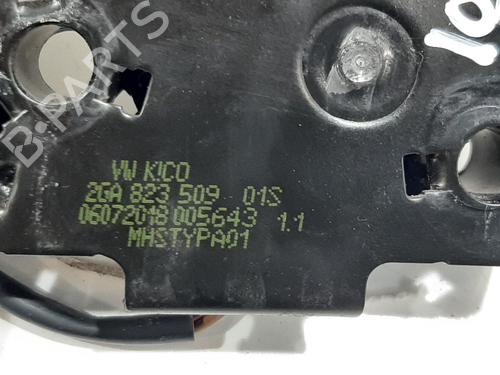 B-PARTS
VW KICO
2GA 823 509 01S
06072018 005643 1.1
MHSTYPA01